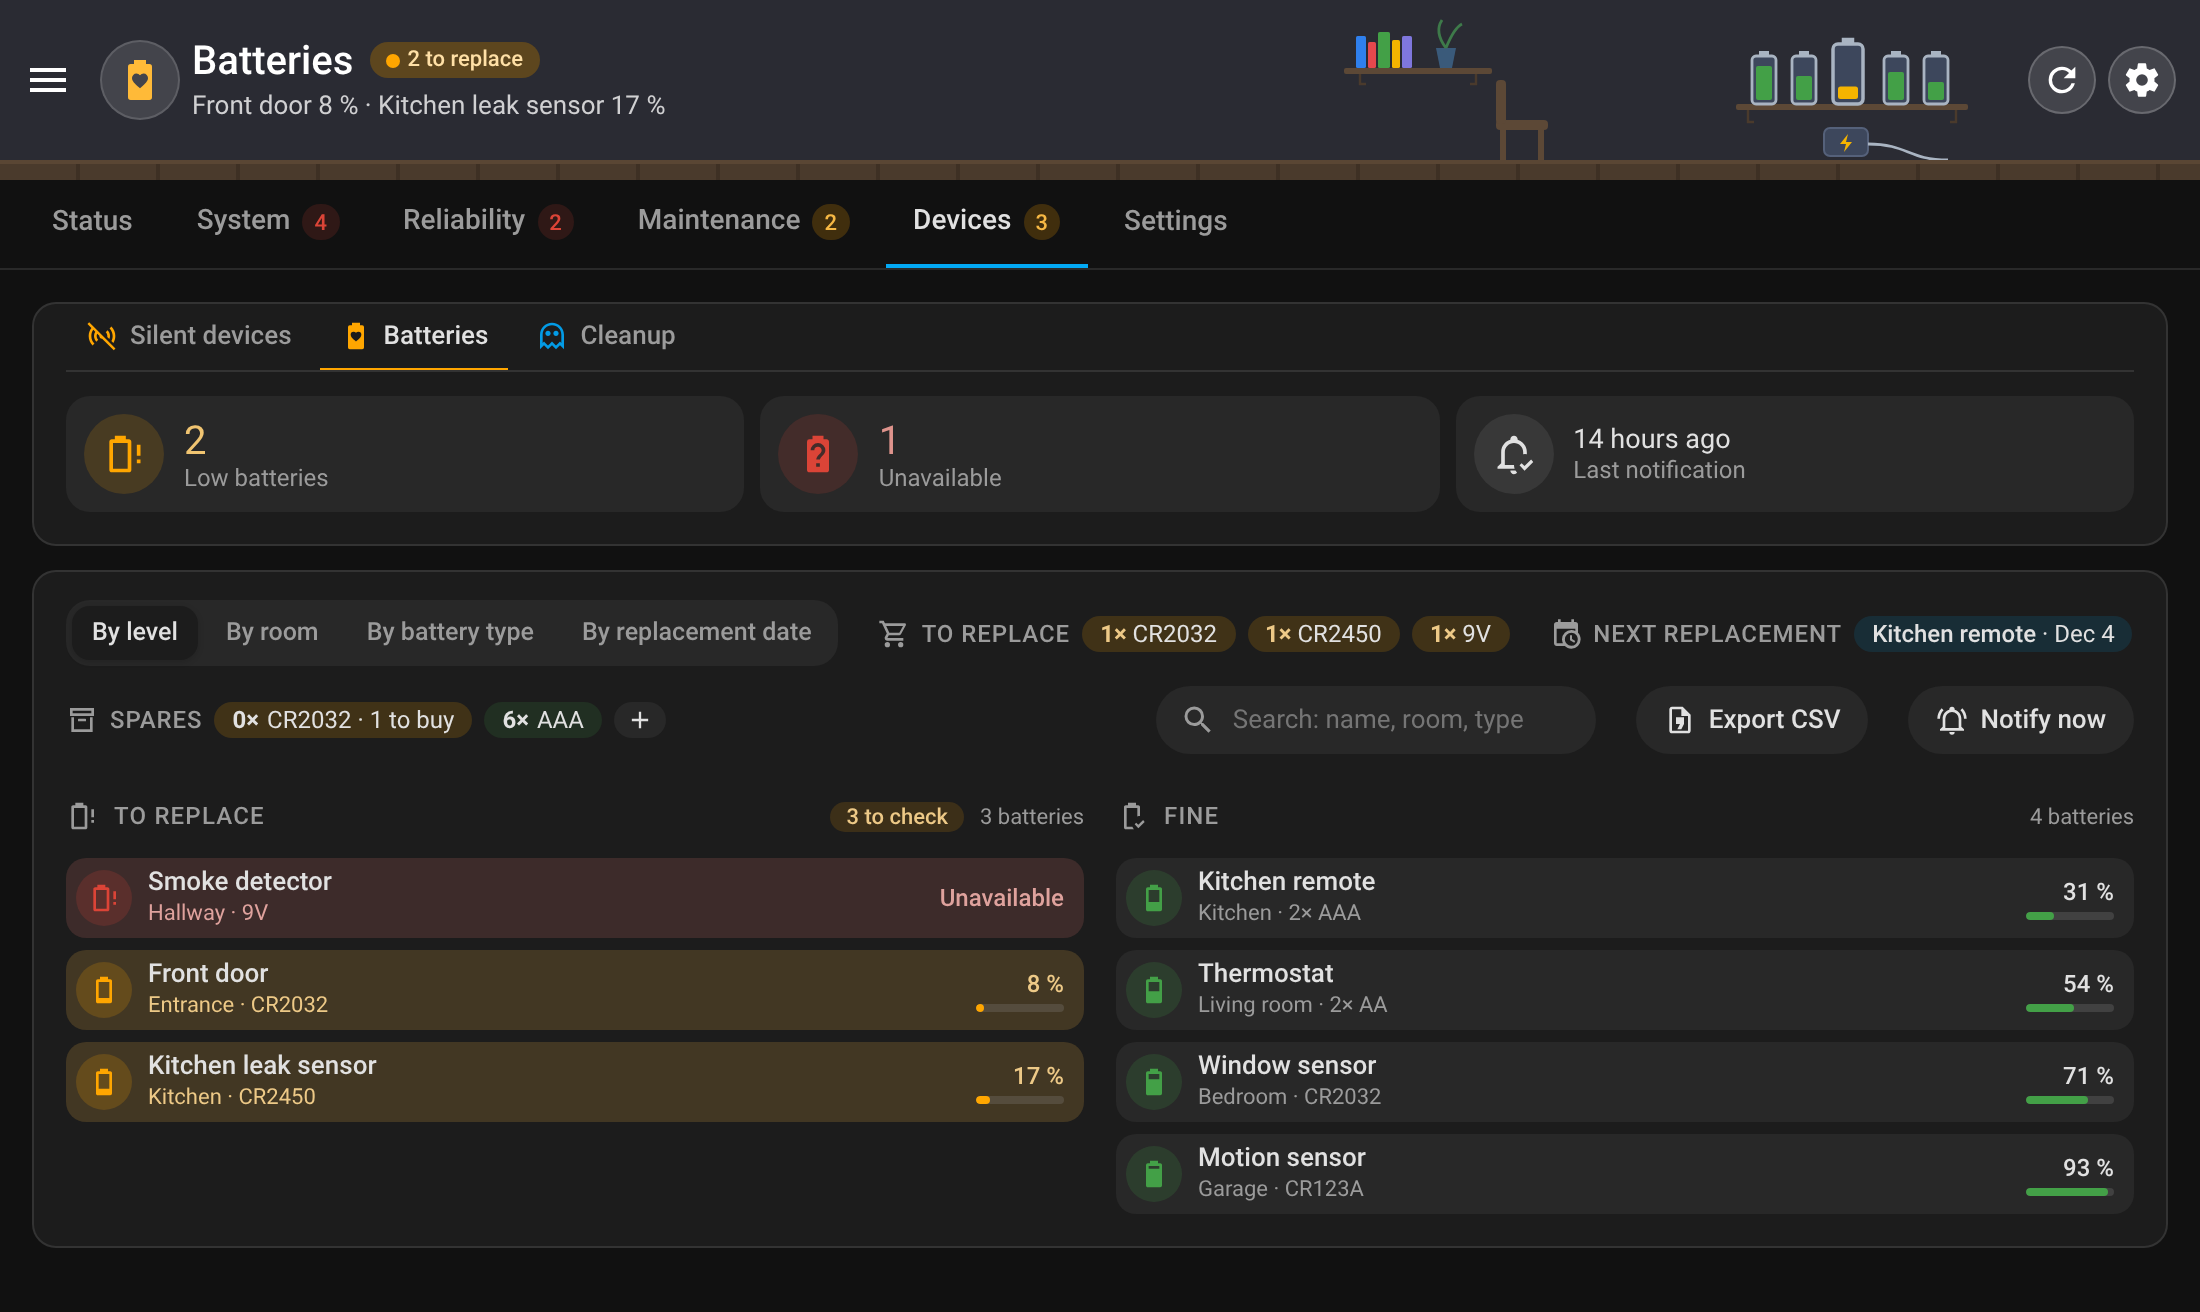 Batteries
2 to replace
Front door 8 % · Kitchen leak sensor 17 %
Status
System 4
Reliability 2
Maintenance 2
Devices 3
Settings
Silent devices
Batteries
Cleanup
2
Low batteries
1
Unavailable
14 hours ago
Last notification
By level
By room
By battery type
By replacement date
TO REPLACE
1× CR2032
1× CR2450
1× 9V
NEXT REPLACEMENT
Kitchen remote · Dec 4
SPARES
0× CR2032 · 1 to buy
6× AAA
+
Search: name, room, type
Export CSV
Notify now
TO REPLACE
3 to check
3 batteries
Smoke detector
Hallway · 9V
Unavailable
Front door
Entrance · CR2032
8 %
Kitchen leak sensor
Kitchen · CR2450
17 %
FINE
4 batteries
Kitchen remote
Kitchen · 2× AAA
31 %
Thermostat
Living room · 2× AA
54 %
Window sensor
Bedroom · CR2032
71 %
Motion sensor
Garage · CR123A
93 %